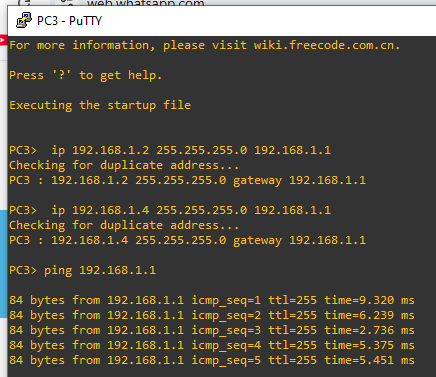 web.whatsapp.com
PC3 - PuTTY
For more information, please visit wiki.freecode.com.cn.
Press '?' to get help.
Executing the startup file
PC3>  ip 192.168.1.2 255.255.255.0 192.168.1.1
Checking for duplicate address...
PC3 : 192.168.1.2 255.255.255.0 gateway 192.168.1.1
PC3>  ip 192.168.1.4 255.255.255.0 192.168.1.1
Checking for duplicate address...
PC3 : 192.168.1.4 255.255.255.0 gateway 192.168.1.1
PC3> ping 192.168.1.1
84 bytes from 192.168.1.1 icmp_seq=1 ttl=255 time=9.320 ms
84 bytes from 192.168.1.1 icmp_seq=2 ttl=255 time=6.239 ms
84 bytes from 192.168.1.1 icmp_seq=3 ttl=255 time=2.736 ms
84 bytes from 192.168.1.1 icmp_seq=4 ttl=255 time=5.375 ms
84 bytes from 192.168.1.1 icmp_seq=5 ttl=255 time=5.451 ms